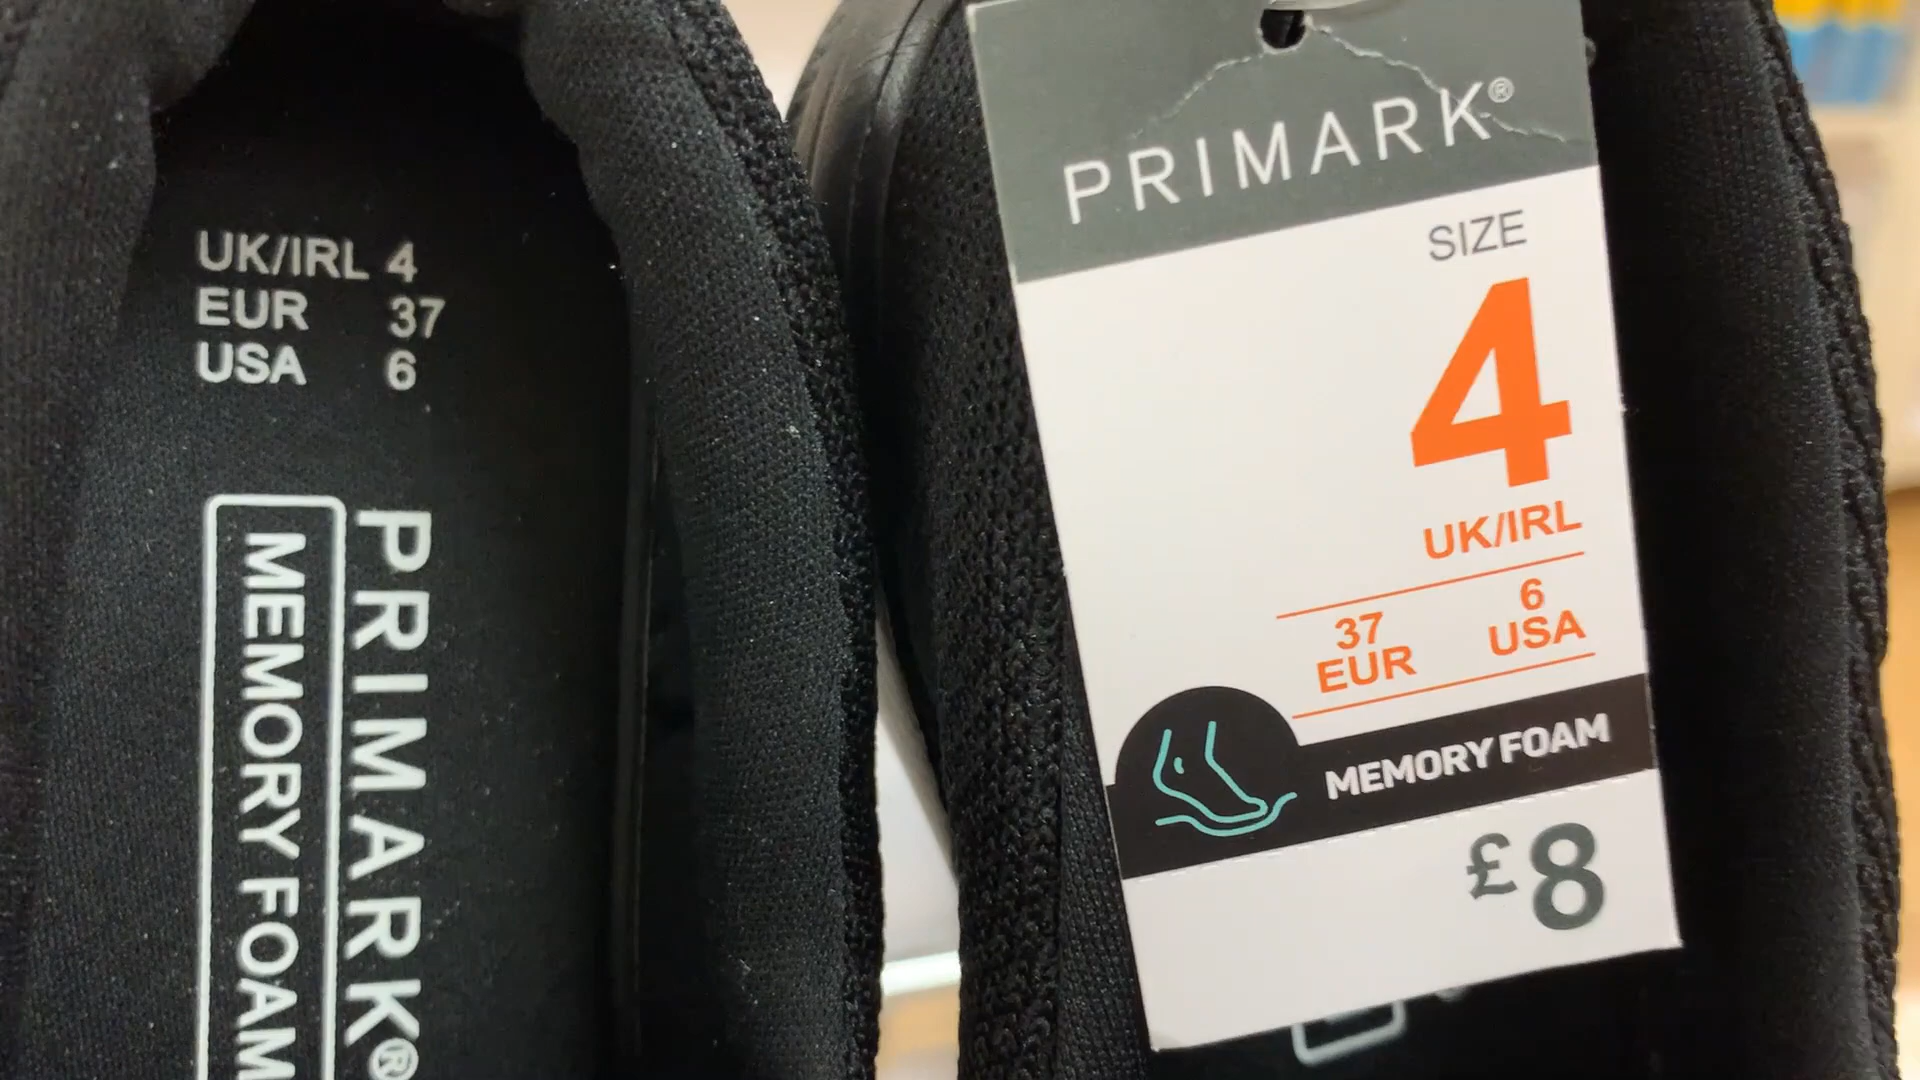 UK/IRL 4
EUR 37
USA 6
PRIMARK®
MEMORY FOAM
PRIMARK®
SIZE
4
UK/IRL
37 EUR
6 USA
MEMORY FOAM
£8